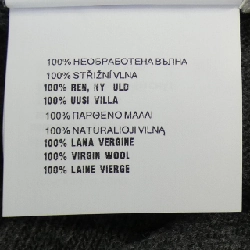 100% НЕОБРАБОТЕНА ВЪЛНА
100% STŘIŽNÍ VLNA
100% REN, NY ULD
100% UUSI VILLA
100% ΠΑΡΘΕΝΟ ΜΑΛΛΙ
100% NATURALIOJI VILNĄ
100% LANA VERGINE
100% VIRGIN WOOL
100% LAINE VIERGE